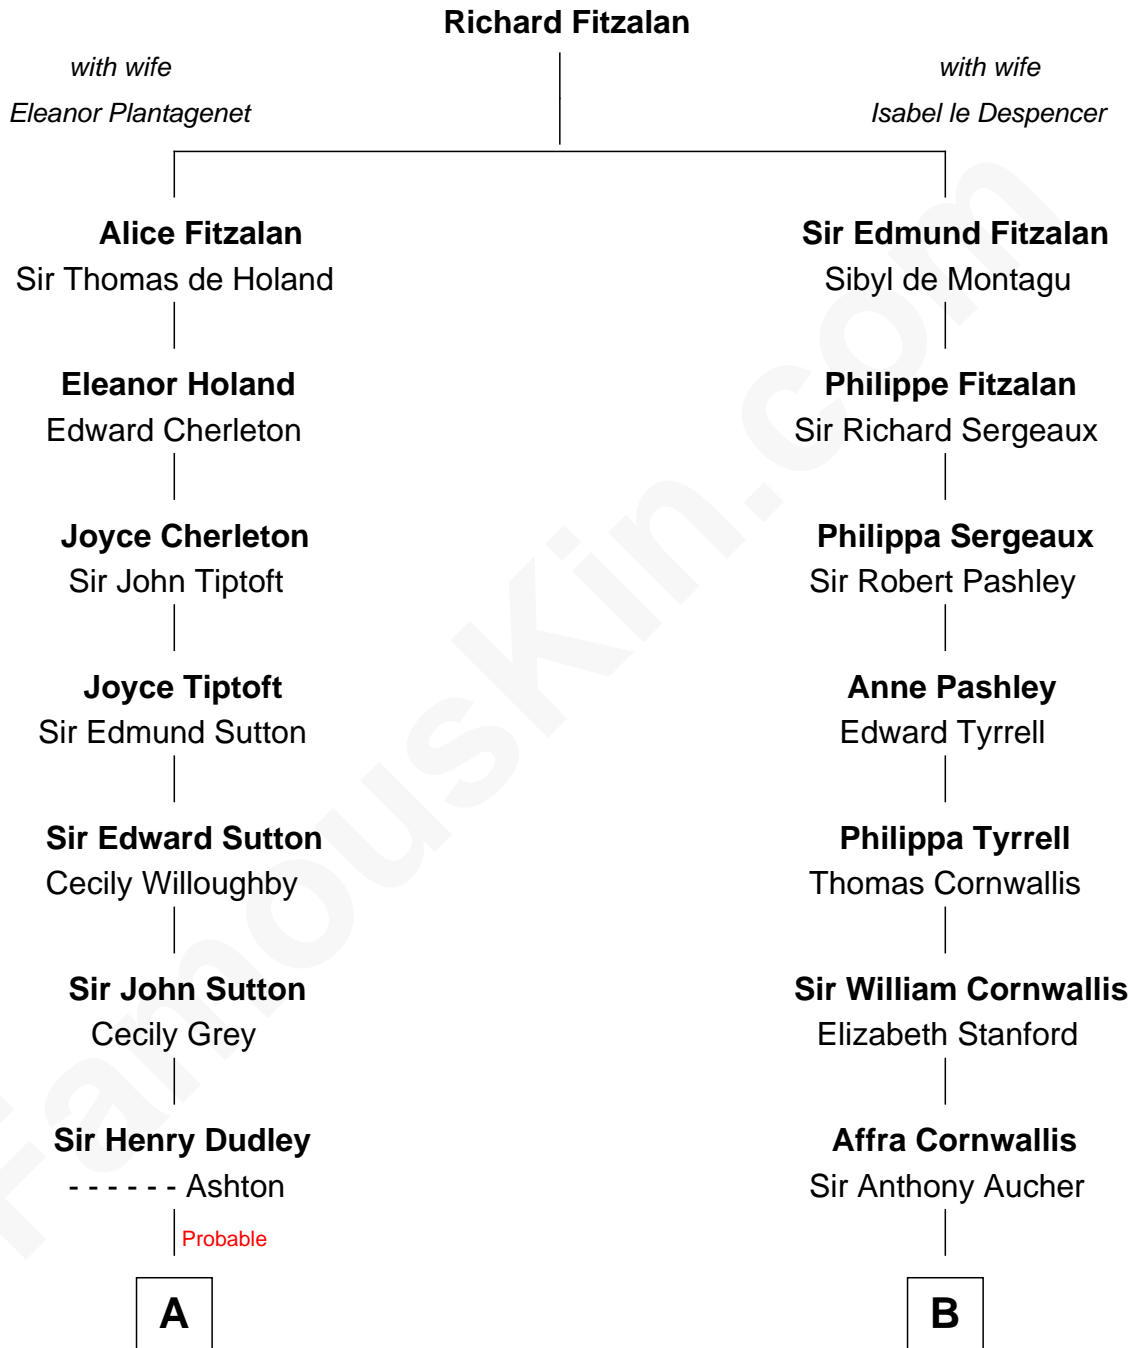 Richard Fitzalan
with wife
Eleanor Plantagenet
with wife
Isabel le Despencer
Alice Fitzalan
Sir Thomas de Holand
Sir Edmund Fitzalan
Sibyl de Montagu
Eleanor Holand
Edward Cherleton
Philippe Fitzalan
Sir Richard Sergeaux
Joyce Cherleton
Sir John Tiptoft
Philippa Sergeaux
Sir Robert Pashley
Joyce Tiptoft
Sir Edmund Sutton
Anne Pashley
Edward Tyrrell
Sir Edward Sutton
Cecily Willoughby
Philippa Tyrrell
Thomas Cornwallis
Sir John Sutton
Cecily Grey
Sir William Cornwallis
Elizabeth Stanford
Sir Henry Dudley
- - - - - - Ashton
Affra Cornwallis
Sir Anthony Aucher
Probable
A
B
FamousKin.com